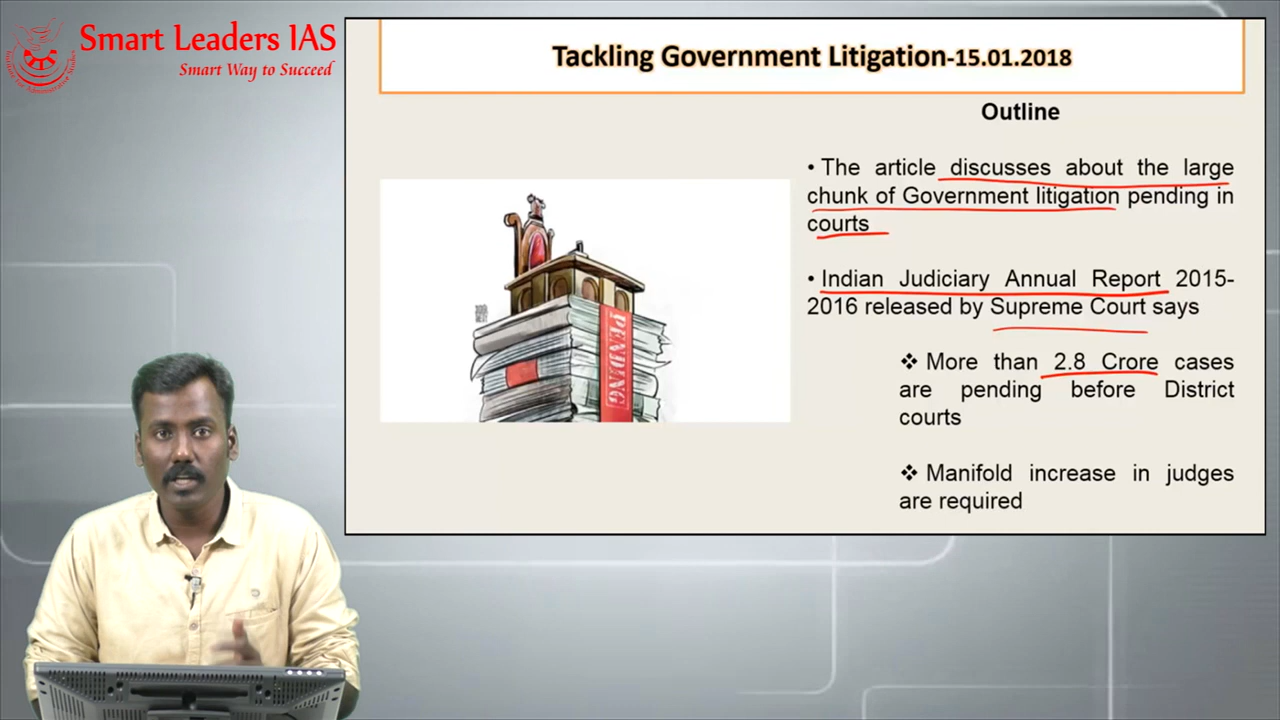 Smart Leaders IAS
Smart Way to Succeed
Tackling Government Litigation-15.01.2018
Outline
• The article discusses about the large
chunk of Government litigation pending in
courts
• Indian Judiciary Annual Report 2015-
2016 released by Supreme Court says
❖ More than 2.8 Crore cases
are pending before District
courts
❖ Manifold increase in judges
are required
PENDING